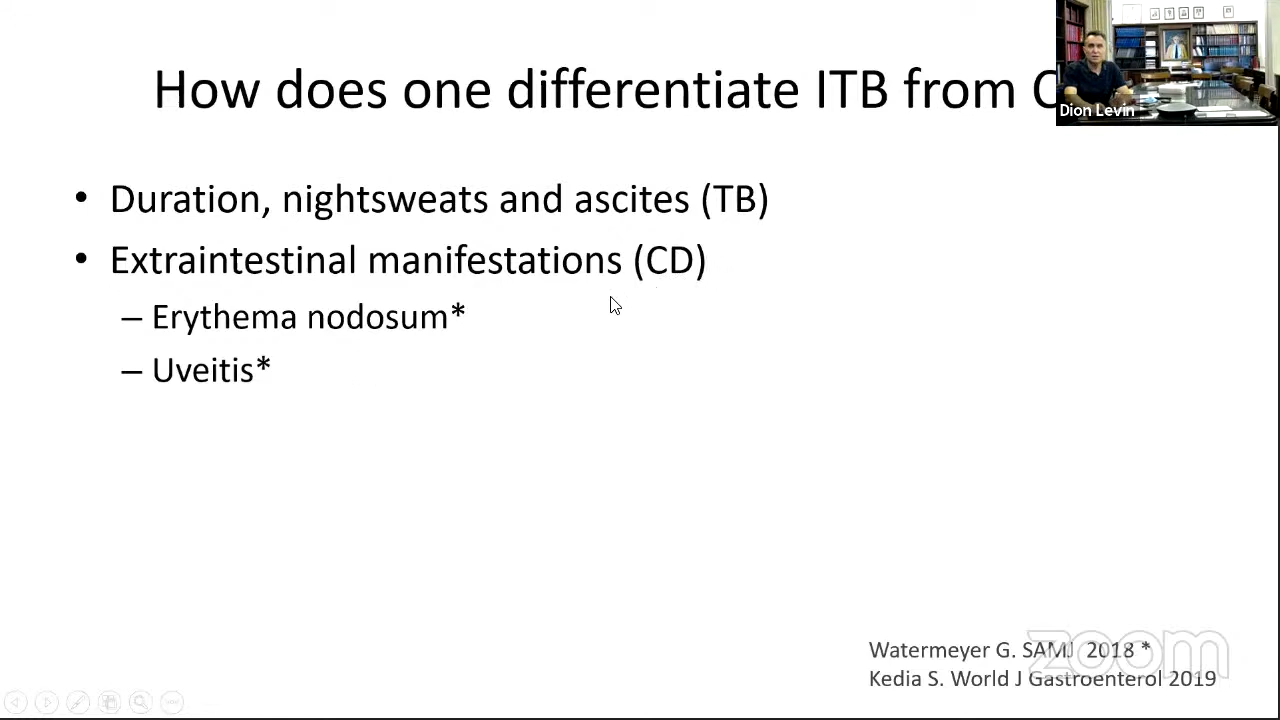 How does one differentiate ITB from
Dion Levin
• Duration, nightsweats and ascites (TB)
• Extraintestinal manifestations (CD)
– Erythema nodosum*
– Uveitis*
Watermeyer G. SAMJ 2018 *
Kedia S. World J Gastroenterol 2019
zoom